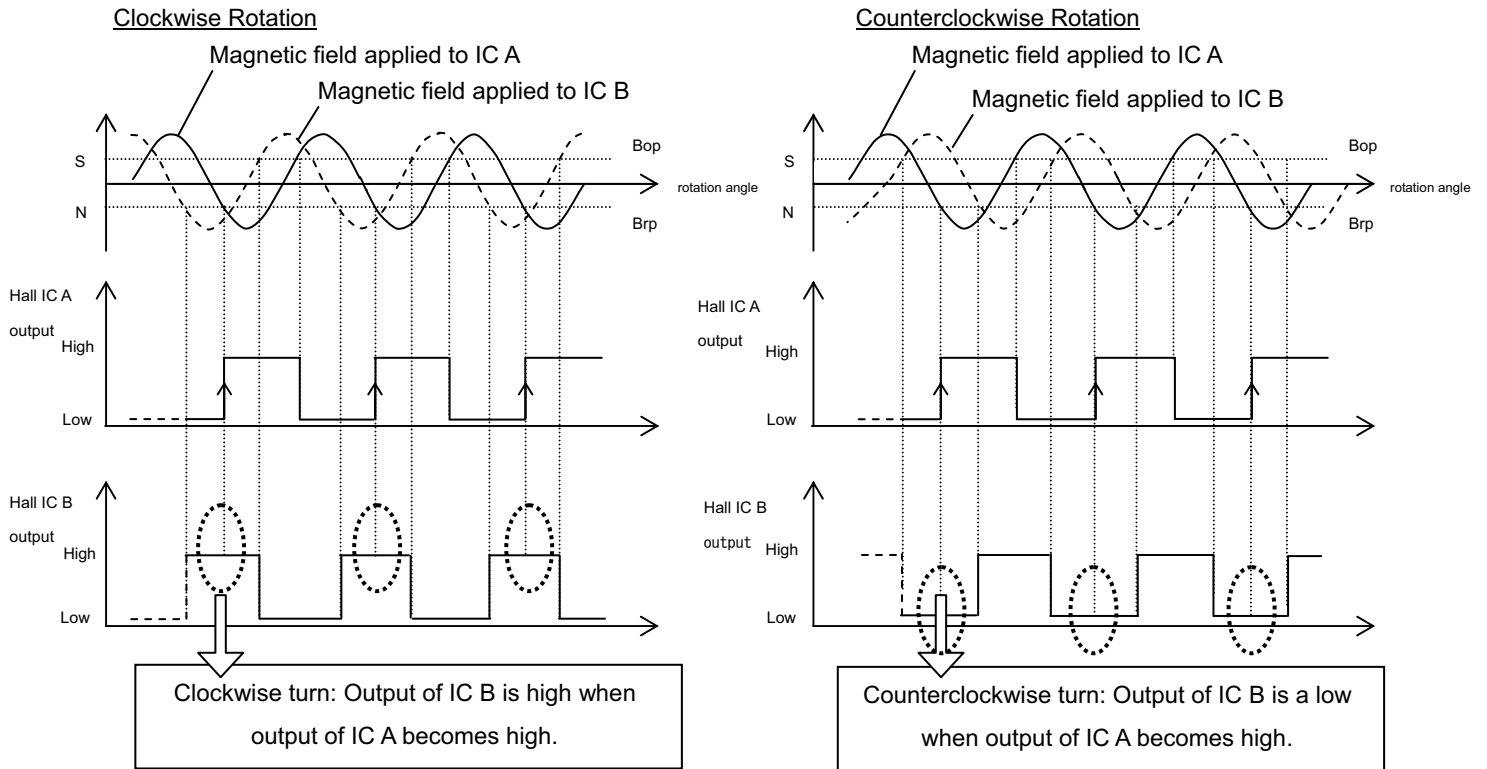 Clockwise Rotation
Magnetic field applied to IC A
Magnetic field applied to IC B
S
Bop
rotation angle
N
Brp
Hall IC A
output
High
Low
Hall IC B
output
High
Low
Clockwise turn: Output of IC B is high when
output of IC A becomes high.
Counterclockwise Rotation
Magnetic field applied to IC A
Magnetic field applied to IC B
S
Bop
rotation angle
N
Brp
Hall IC A
output
High
Low
Hall IC B
output
High
Low
Counterclockwise turn: Output of IC B is a low
when output of IC A becomes high.